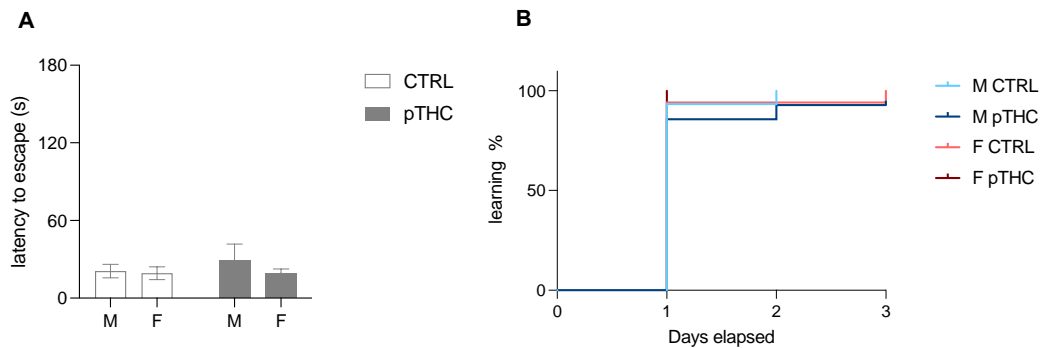 A
latency to escape (s)
180
120
60
0
M F M F
CTRL
pTHC
B
learning %
100
50
0
0 1 2 3
Days elapsed
M CTRL
M pTHC
F CTRL
F pTHC